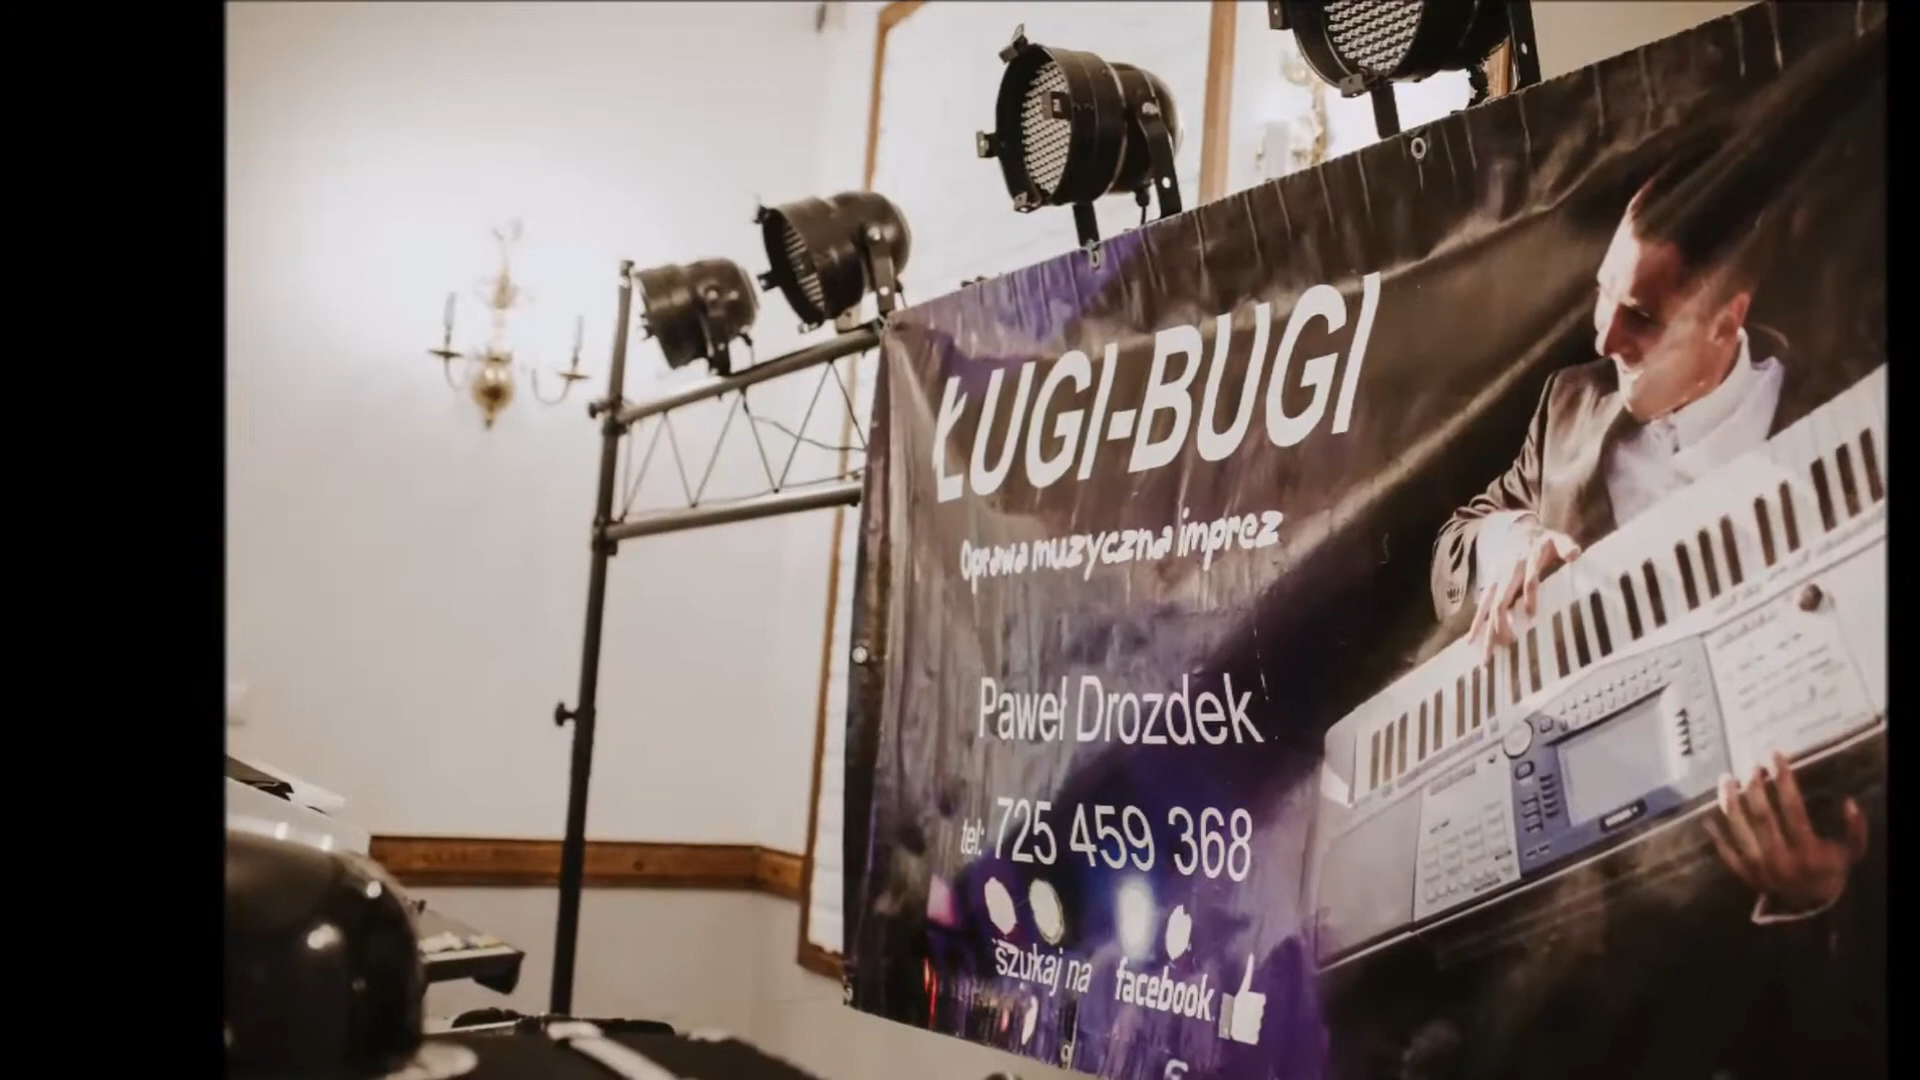 ŁUGI-BUGI
Oprawa muzyczna imprez
Paweł Drozdek
tel: 725 459 368
szukaj na facebook